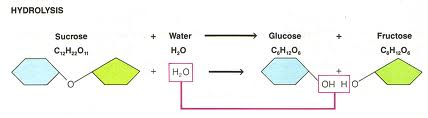 HYDROLYSIS
Sucrose + Water Glucose + Fructose
C₁₂H₂₂O₁₁ H₂O C₆H₁₂O₆ C₆H₁₂O₆
+ H₂O +
O OH H O